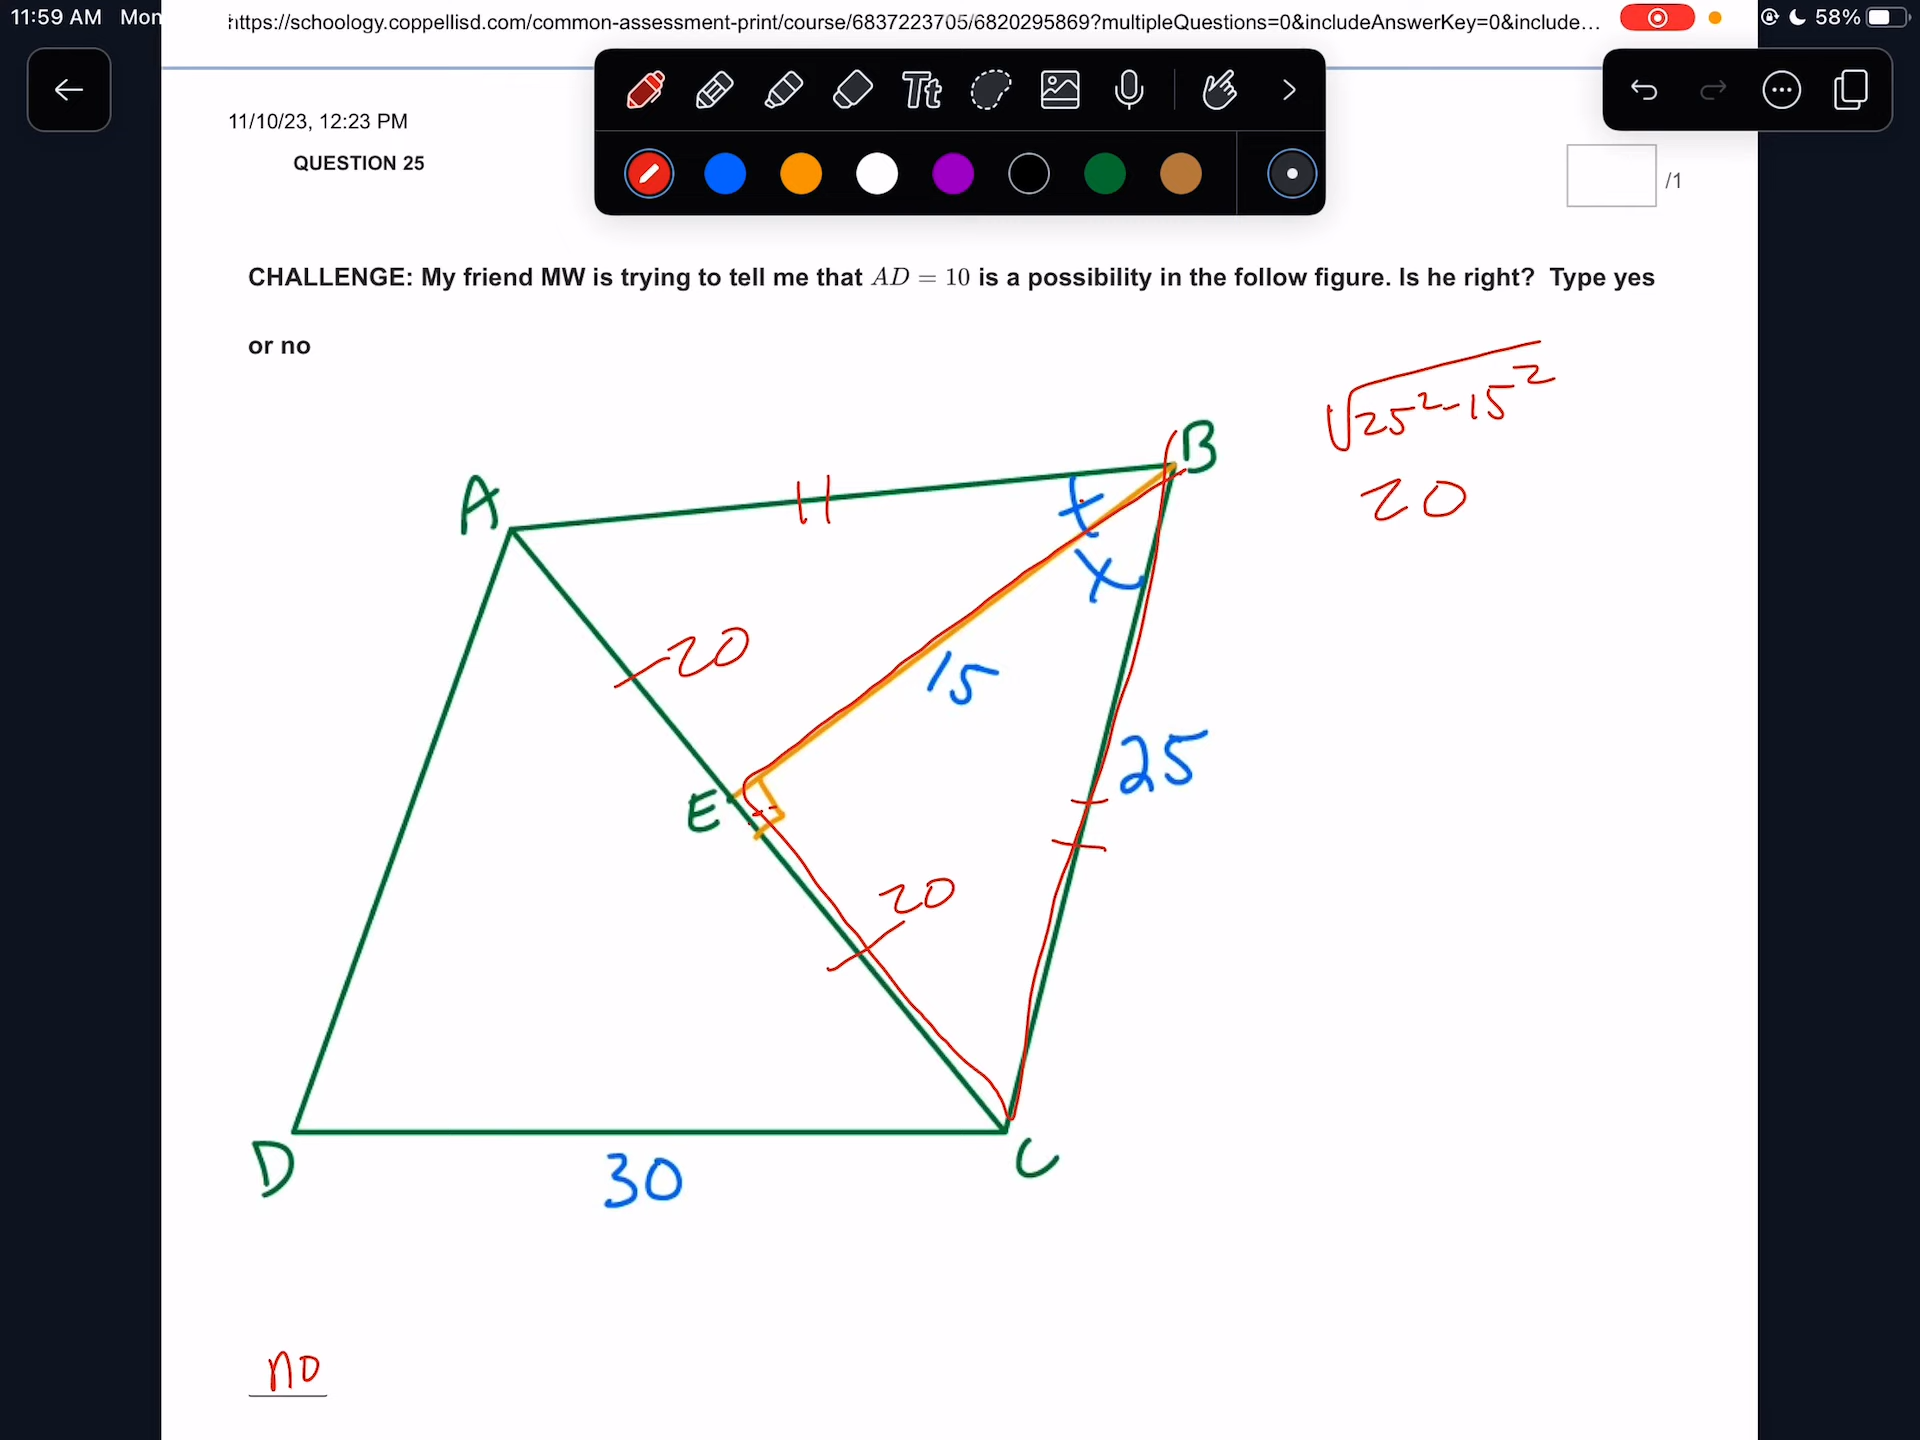 11:59 AM Mon
https://schoology.coppellisd.com/common-assessment-print/course/6837223705/6820295869?multipleQuestions=0&includeAnswerKey=0&include...
58%
Tt
11/10/23, 12:23 PM
QUESTION 25
/1
CHALLENGE: My friend MW is trying to tell me that AD = 10 is a possibility in the follow figure. Is he right? Type yes
or no
√25²-15²
20
B
A
20
15
25
E
20
D
C
30
no